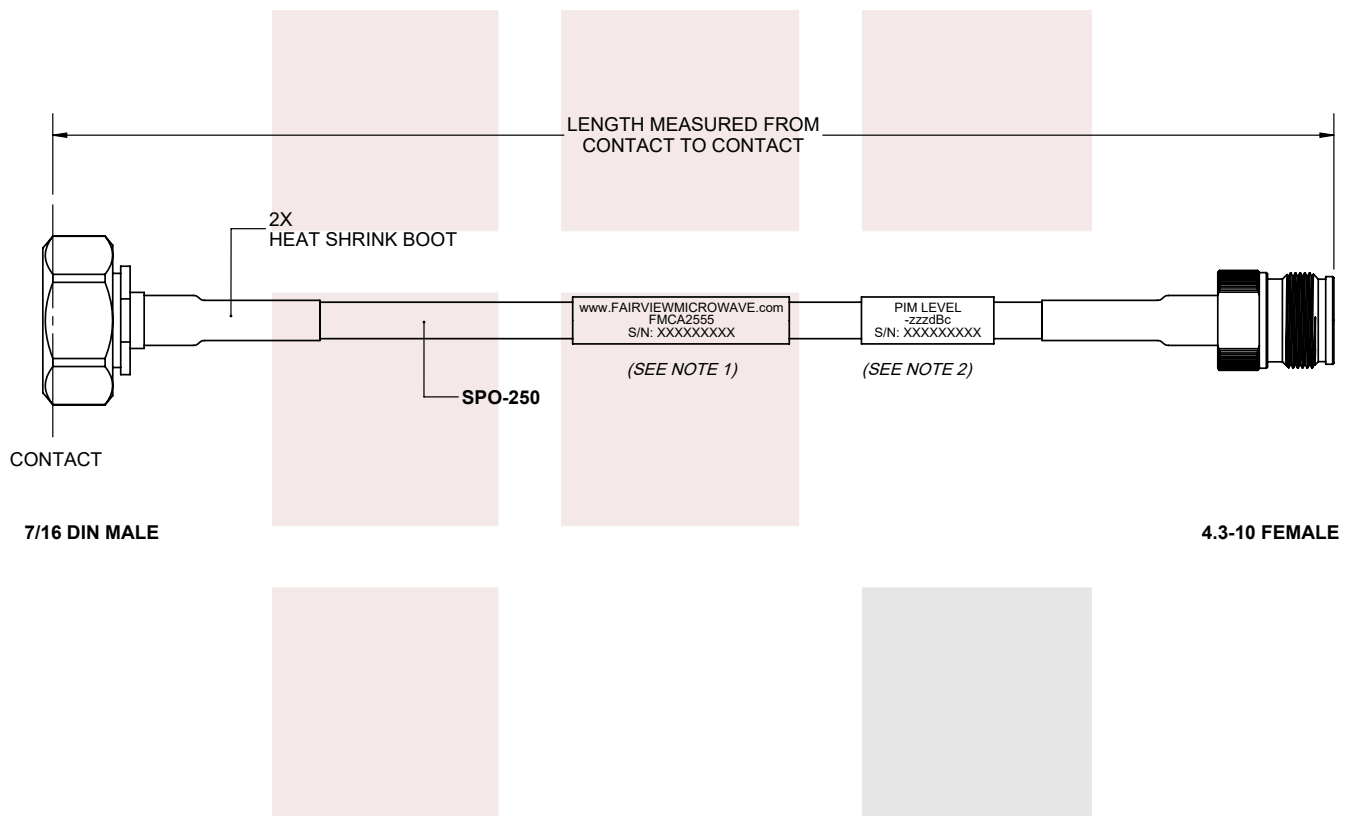 LENGTH MEASURED FROM
CONTACT TO CONTACT
2X
HEAT SHRINK BOOT
www.FAIRVIEWMICROWAVE.com
FMCA2555
S/N: XXXXXXXXX
PIM LEVEL
-zzzdBc
S/N: XXXXXXXXX
(SEE NOTE 1)
(SEE NOTE 2)
SPO-250
CONTACT
7/16 DIN MALE
4.3-10 FEMALE